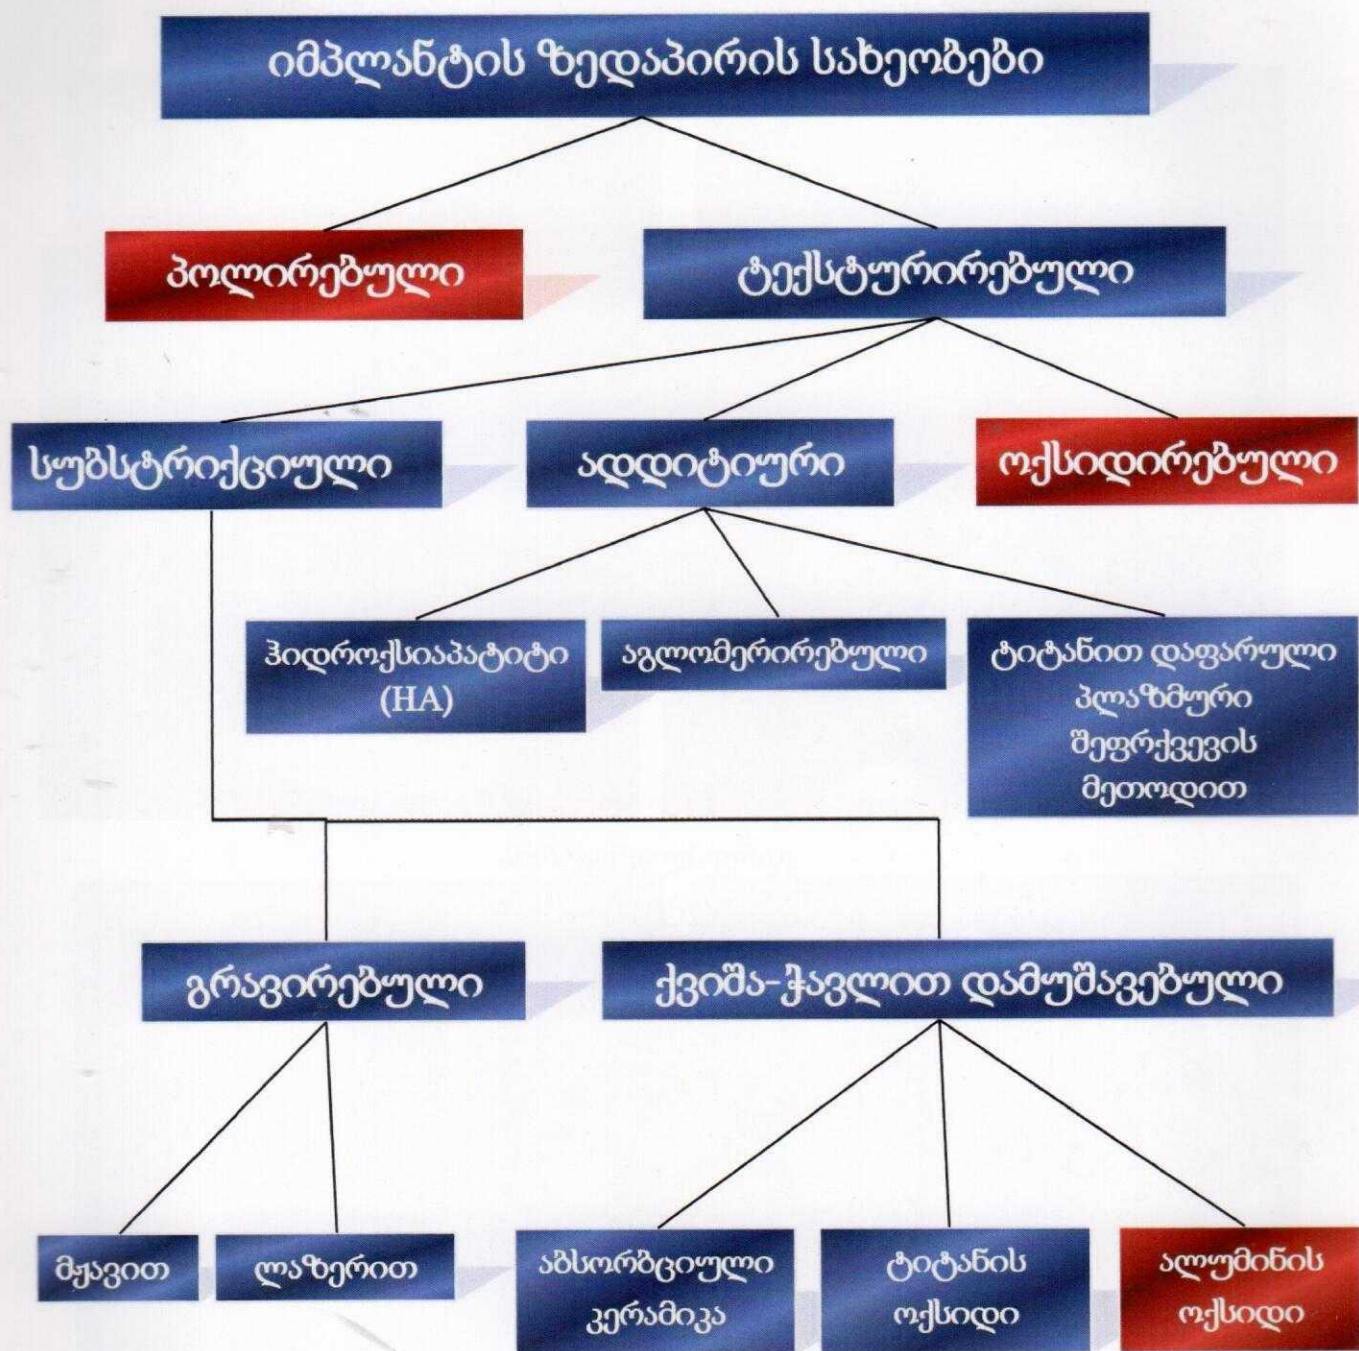 იმპლანტის ზედაპირის სახეობები
პოლირებული
ტექსტურირებული
სუბსტრიქციული
ადდიტიური
ოქსიდირებული
ჰიდროქსიაპატიტი
(HA)
აგლომერირებული
ტიტანით დაფარული
პლაზმური
შეფრქვევის
მეთოდით
გრავირებული
ქვიშა-ჭავლით დამუშავებული
მჟავით
ლაზერით
აბსორბციული
კერამიკა
ტიტანის
ოქსიდი
ალუმინის
ოქსიდი